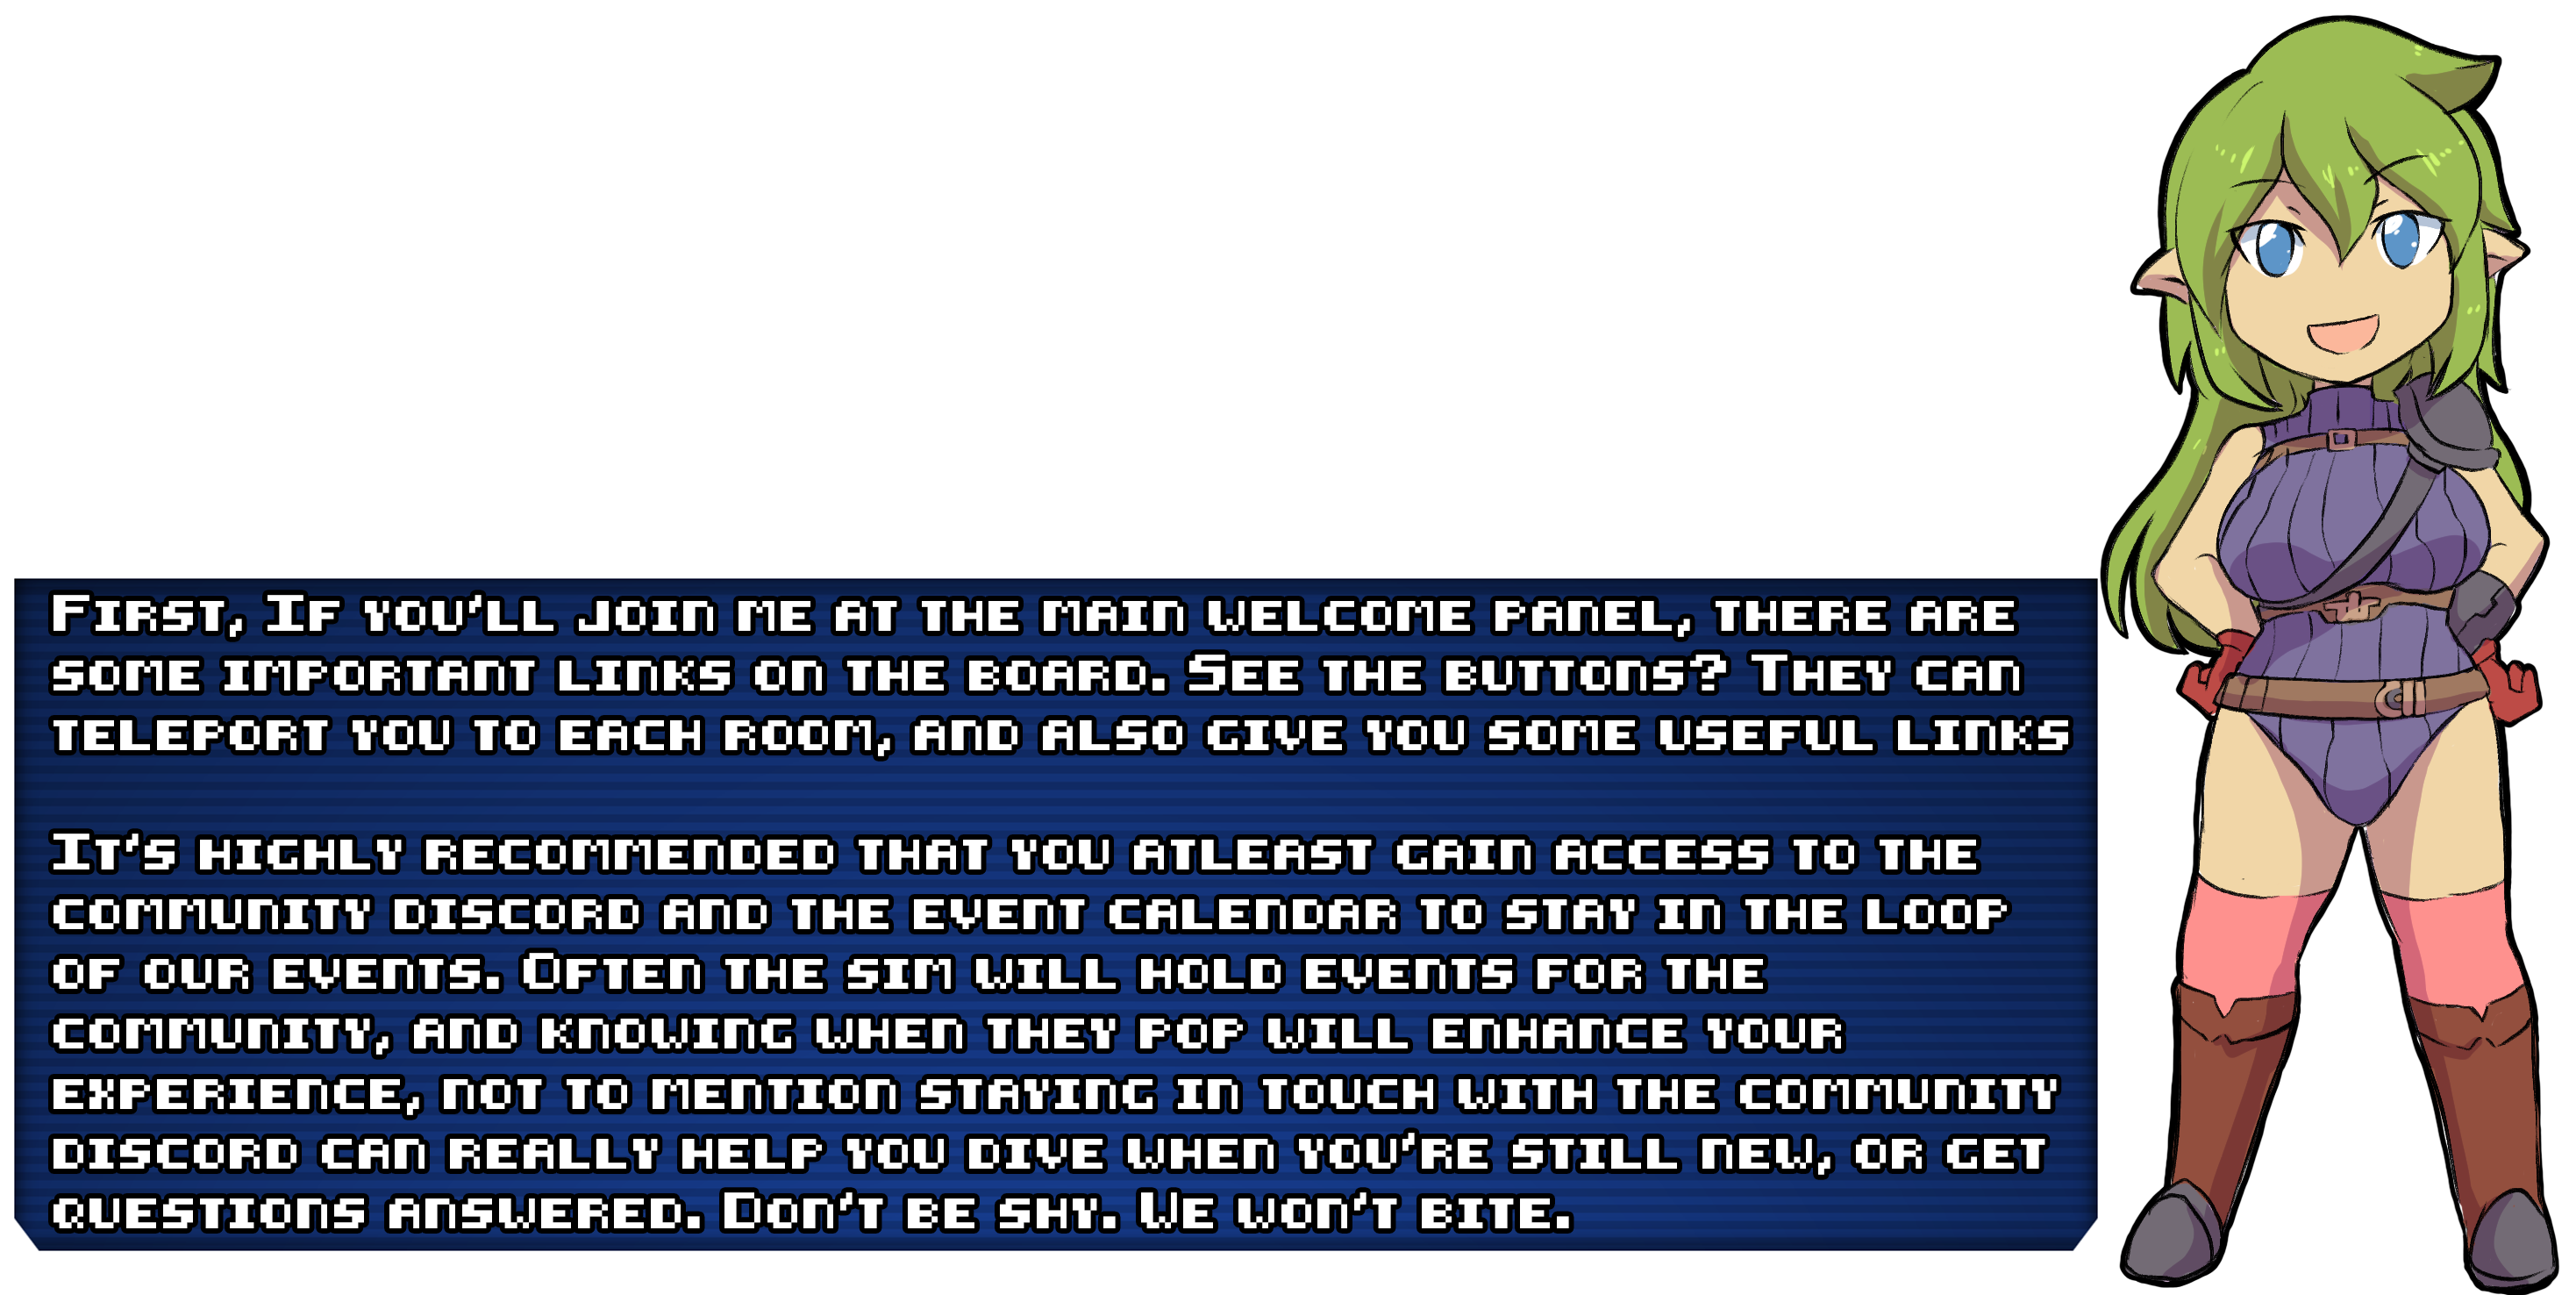 First, If you'll join me at the main welcome panel, there are
some important links on the board. See the buttons? They can
teleport you to each room, and also give you some useful links
It's highly recommended that you atleast gain access to the
community discord and the event calendar to stay in the loop
of our events. Often the sim will hold events for the
community, and knowing when they pop will enhance your
experience, not to mention staying in touch with the community
discord can really help you dive when you're still new, or get
questions answered. Don't be shy. We won't bite.